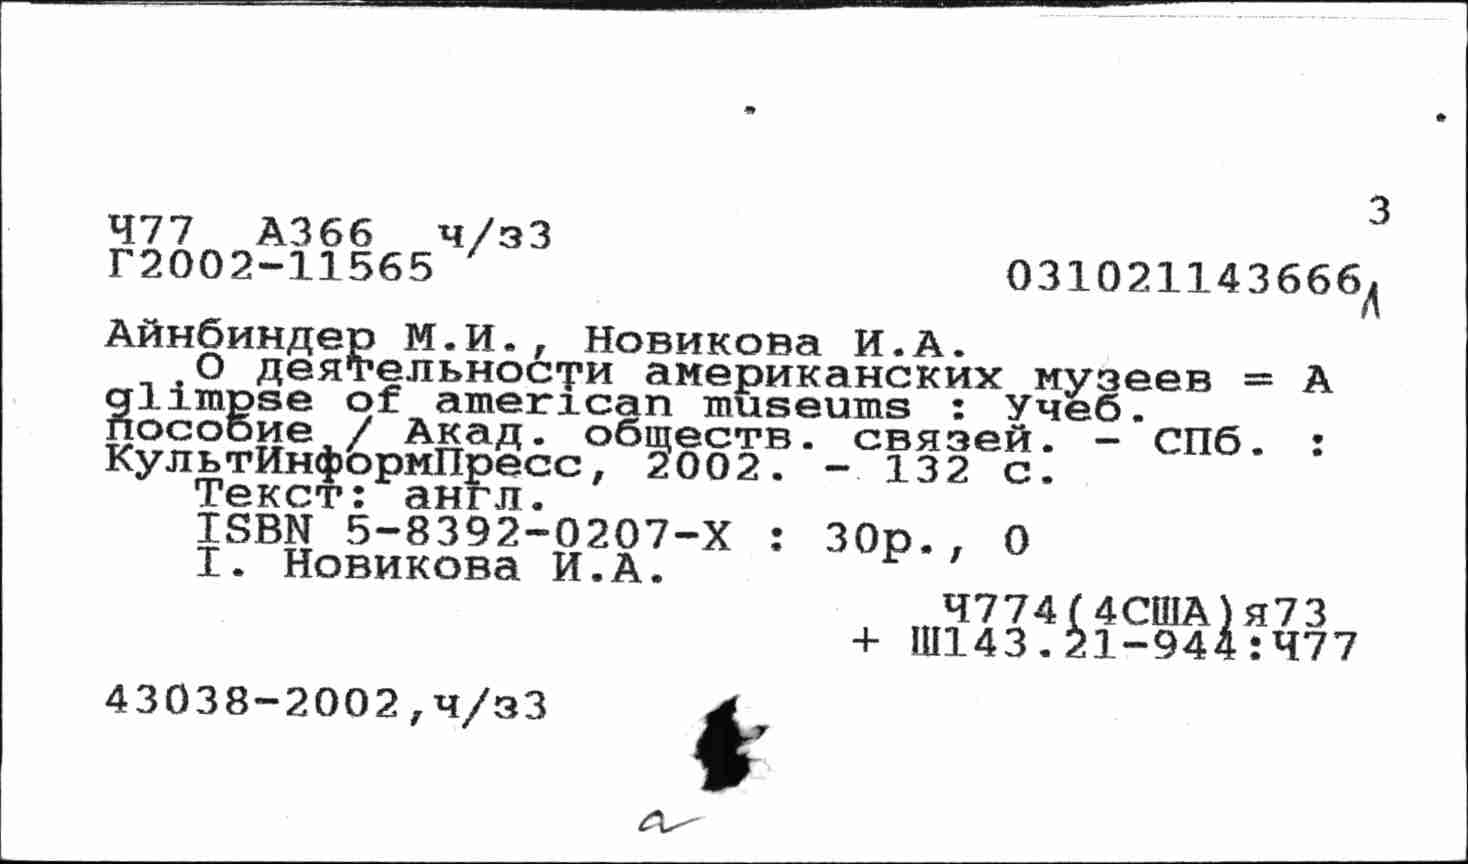 3
Ч77 А366 ч/з3
Г2002-11565
031021143666Л
Айнбиндер М.И., Новикова И.А.
О деятельности американских музеев = A
glimpse of american museums : Учеб.
пособие / Акад. обществ. связей. - СПб. :
КультИнформПресс, 2002. - 132 с.
Текст: англ.
ISBN 5-8392-0207-X : 30р., 0
I. Новикова И.А.
Ч774(4США)я73
+ Ш143.21-944:Ч77
43038-2002,ч/з3
a